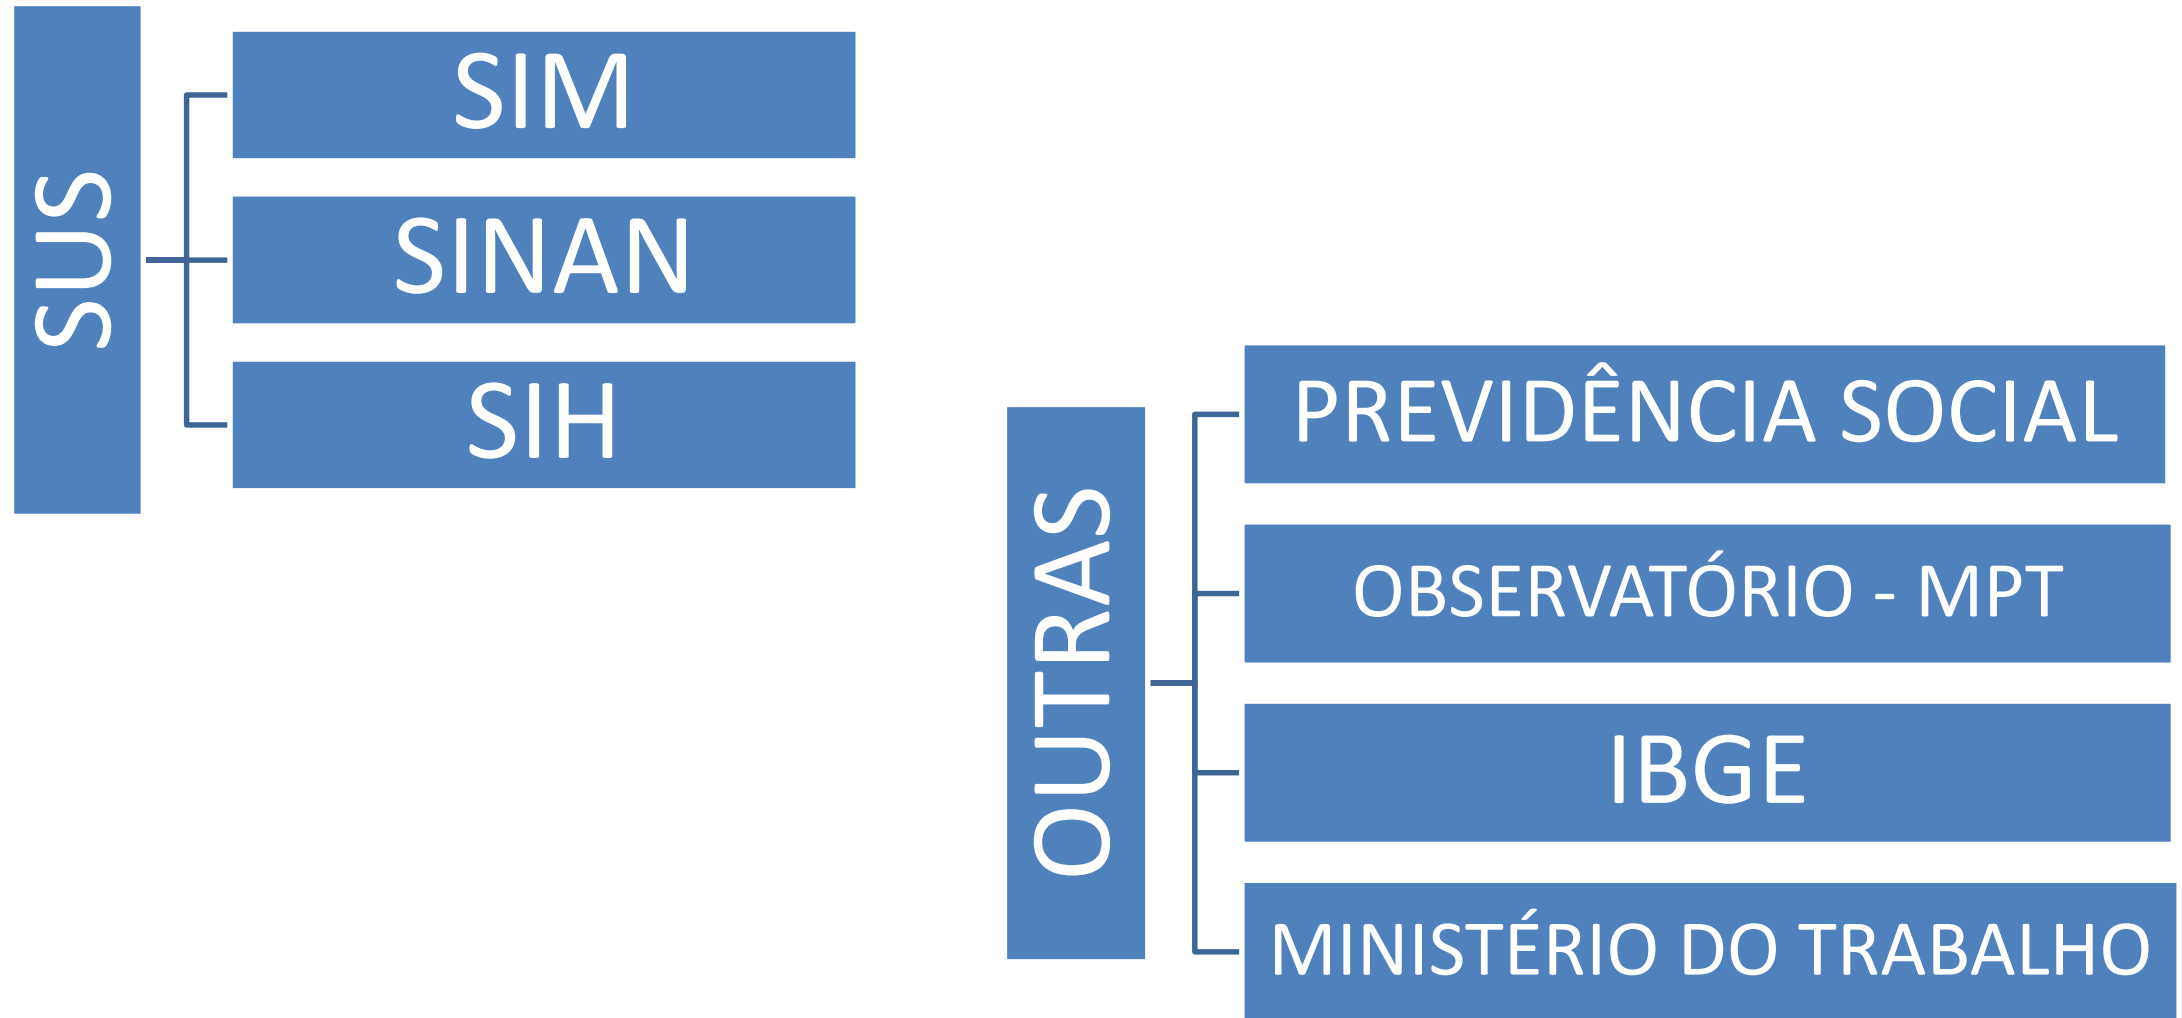 SUS
SIM
SINAN
SIH
OUTRAS
PREVIDÊNCIA SOCIAL
OBSERVATÓRIO - MPT
IBGE
MINISTÉRIO DO TRABALHO